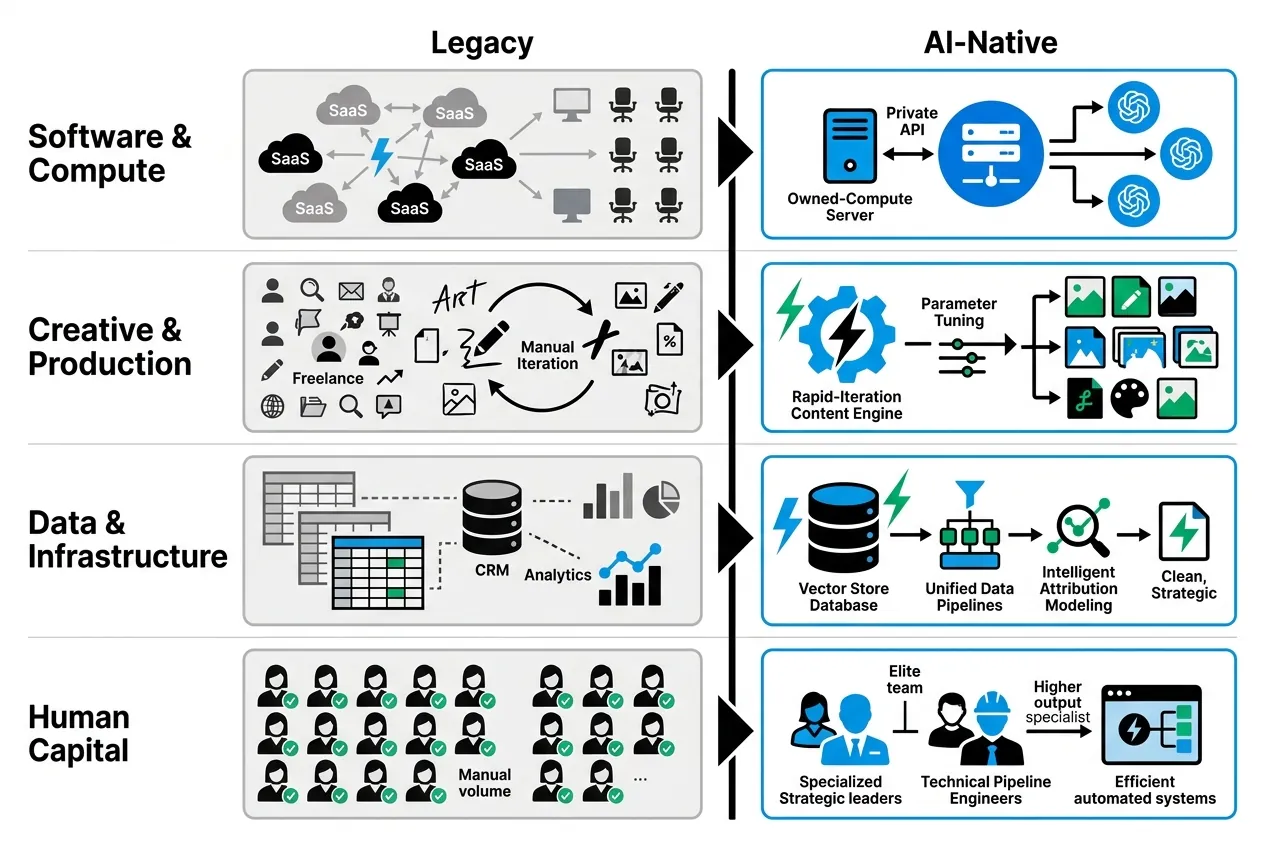 Legacy
AI-Native
Software &
Compute
SaaS
SaaS
SaaS
SaaS
SaaS
SaaS
Private
API
Owned-Compute
Server
Creative &
Production
ART
Freelance
Manual
Iteration
%
Rapid-Iteration
Content Engine
Parameter
Tuning
Data &
Infrastructure
CRM
Analytics
Vector Store
Database
Unified Data
Pipelines
Intelligent
Attribution
Modeling
Clean,
Strategic
Human
Capital
Manual
volume
...
Elite
team
Higher
output
specialist
Specialized
Strategic leaders
Technical Pipeline
Engineers
Efficient
automated systems